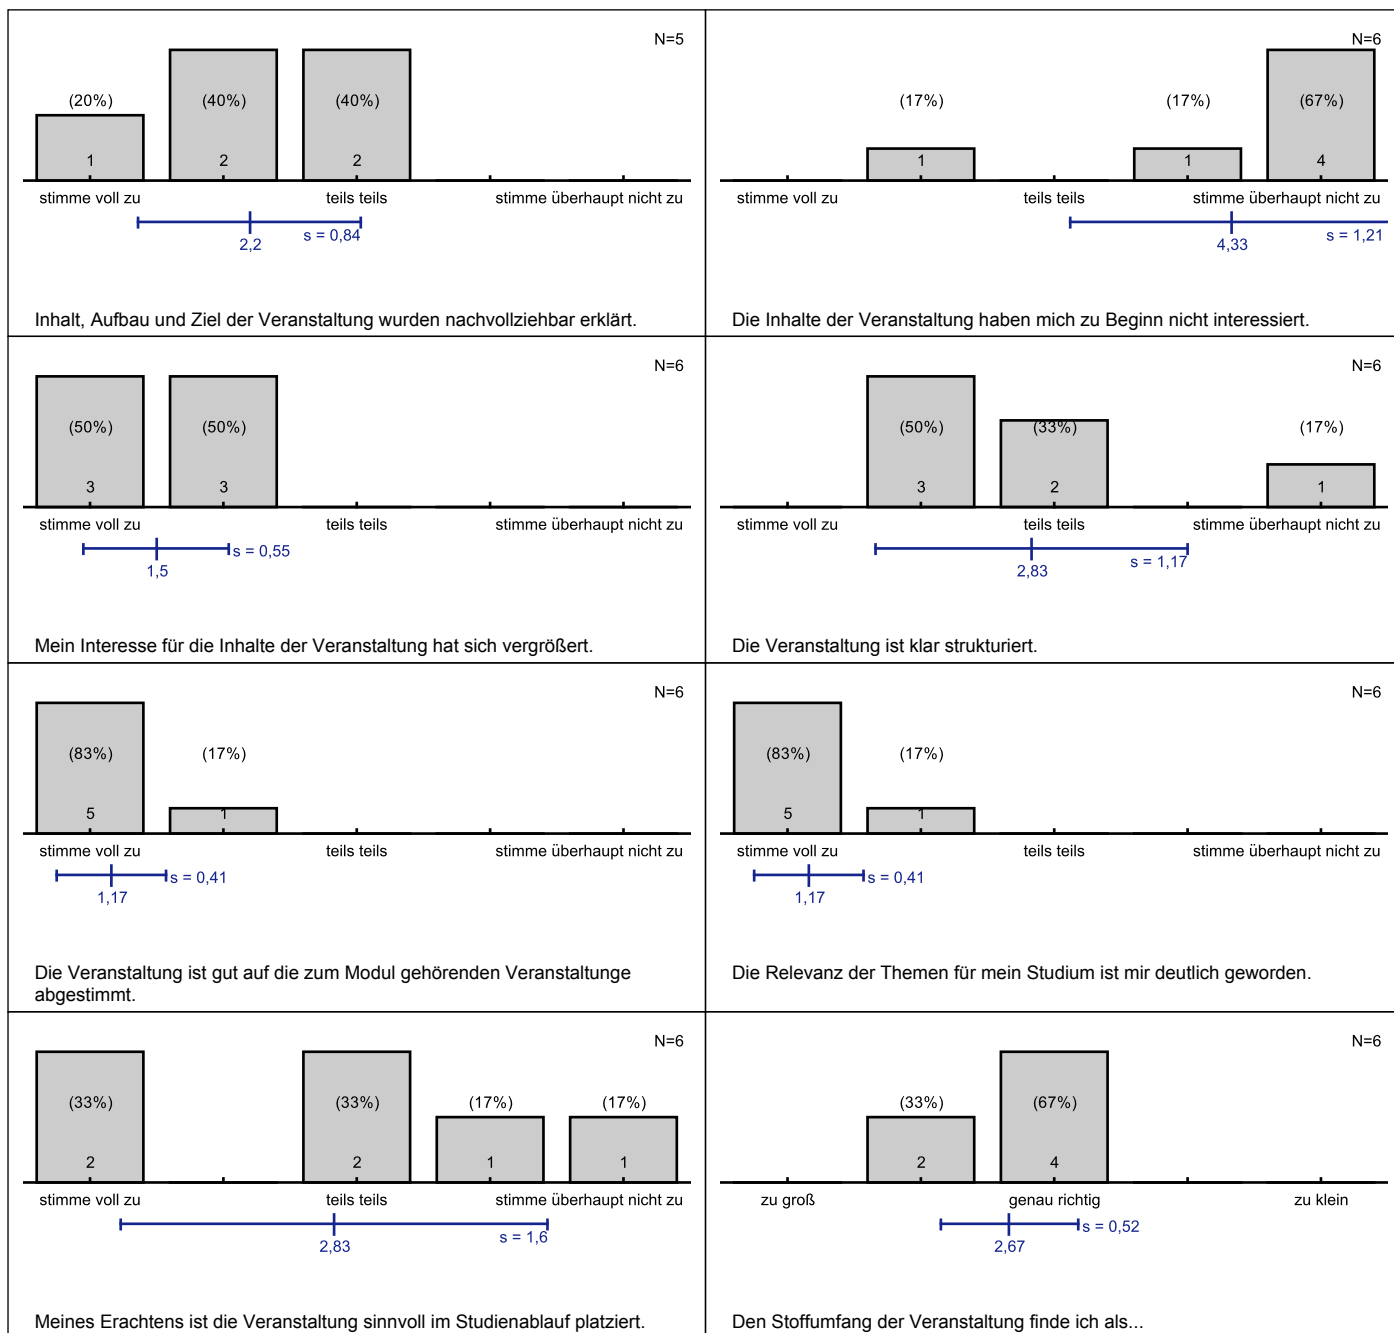 N=5
(20%) (40%) (40%)
1 2 2
stimme voll zu teils teils stimme überhaupt nicht zu
s = 0,84
2,2
Inhalt, Aufbau und Ziel der Veranstaltung wurden nachvollziehbar erklärt.
N=6
(17%) (17%) (67%)
1 1 4
stimme voll zu teils teils stimme überhaupt nicht zu
s = 1,21
4,33
Die Inhalte der Veranstaltung haben mich zu Beginn nicht interessiert.
N=6
(50%) (50%)
3 3
stimme voll zu teils teils stimme überhaupt nicht zu
s = 0,55
1,5
Mein Interesse für die Inhalte der Veranstaltung hat sich vergrößert.
N=6
(50%) (33%) (17%)
3 2 1
stimme voll zu teils teils stimme überhaupt nicht zu
s = 1,17
2,83
Die Veranstaltung ist klar strukturiert.
N=6
(83%) (17%)
5 1
stimme voll zu teils teils stimme überhaupt nicht zu
s = 0,41
1,17
Die Veranstaltung ist gut auf die zum Modul gehörenden Veranstaltunge
abgestimmt.
N=6
(83%) (17%)
5 1
stimme voll zu teils teils stimme überhaupt nicht zu
s = 0,41
1,17
Die Relevanz der Themen für mein Studium ist mir deutlich geworden.
N=6
(33%) (33%) (17%) (17%)
2 2 1 1
stimme voll zu teils teils stimme überhaupt nicht zu
s = 1,6
2,83
Meines Erachtens ist die Veranstaltung sinnvoll im Studienablauf platziert.
N=6
(33%) (67%)
2 4
zu groß genau richtig zu klein
s = 0,52
2,67
Den Stoffumfang der Veranstaltung finde ich als...